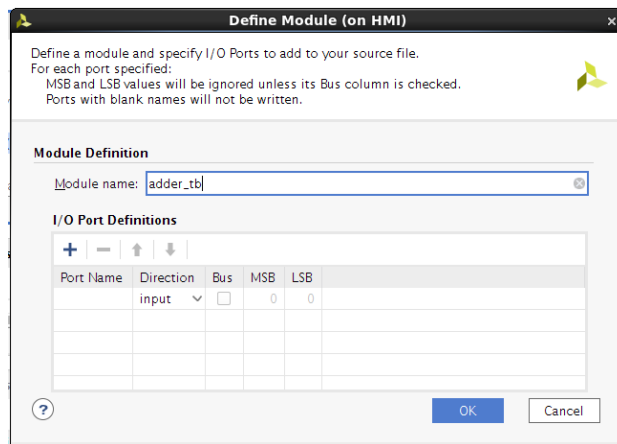 Define Module (on HMI)
Define a module and specify I/O Ports to add to your source file.
For each port specified:
MSB and LSB values will be ignored unless its Bus column is checked.
Ports with blank names will not be written.
Module Definition
Module name: adder_tb
I/O Port Definitions
Port Name Direction Bus MSB LSB
input 0 0
? OK Cancel